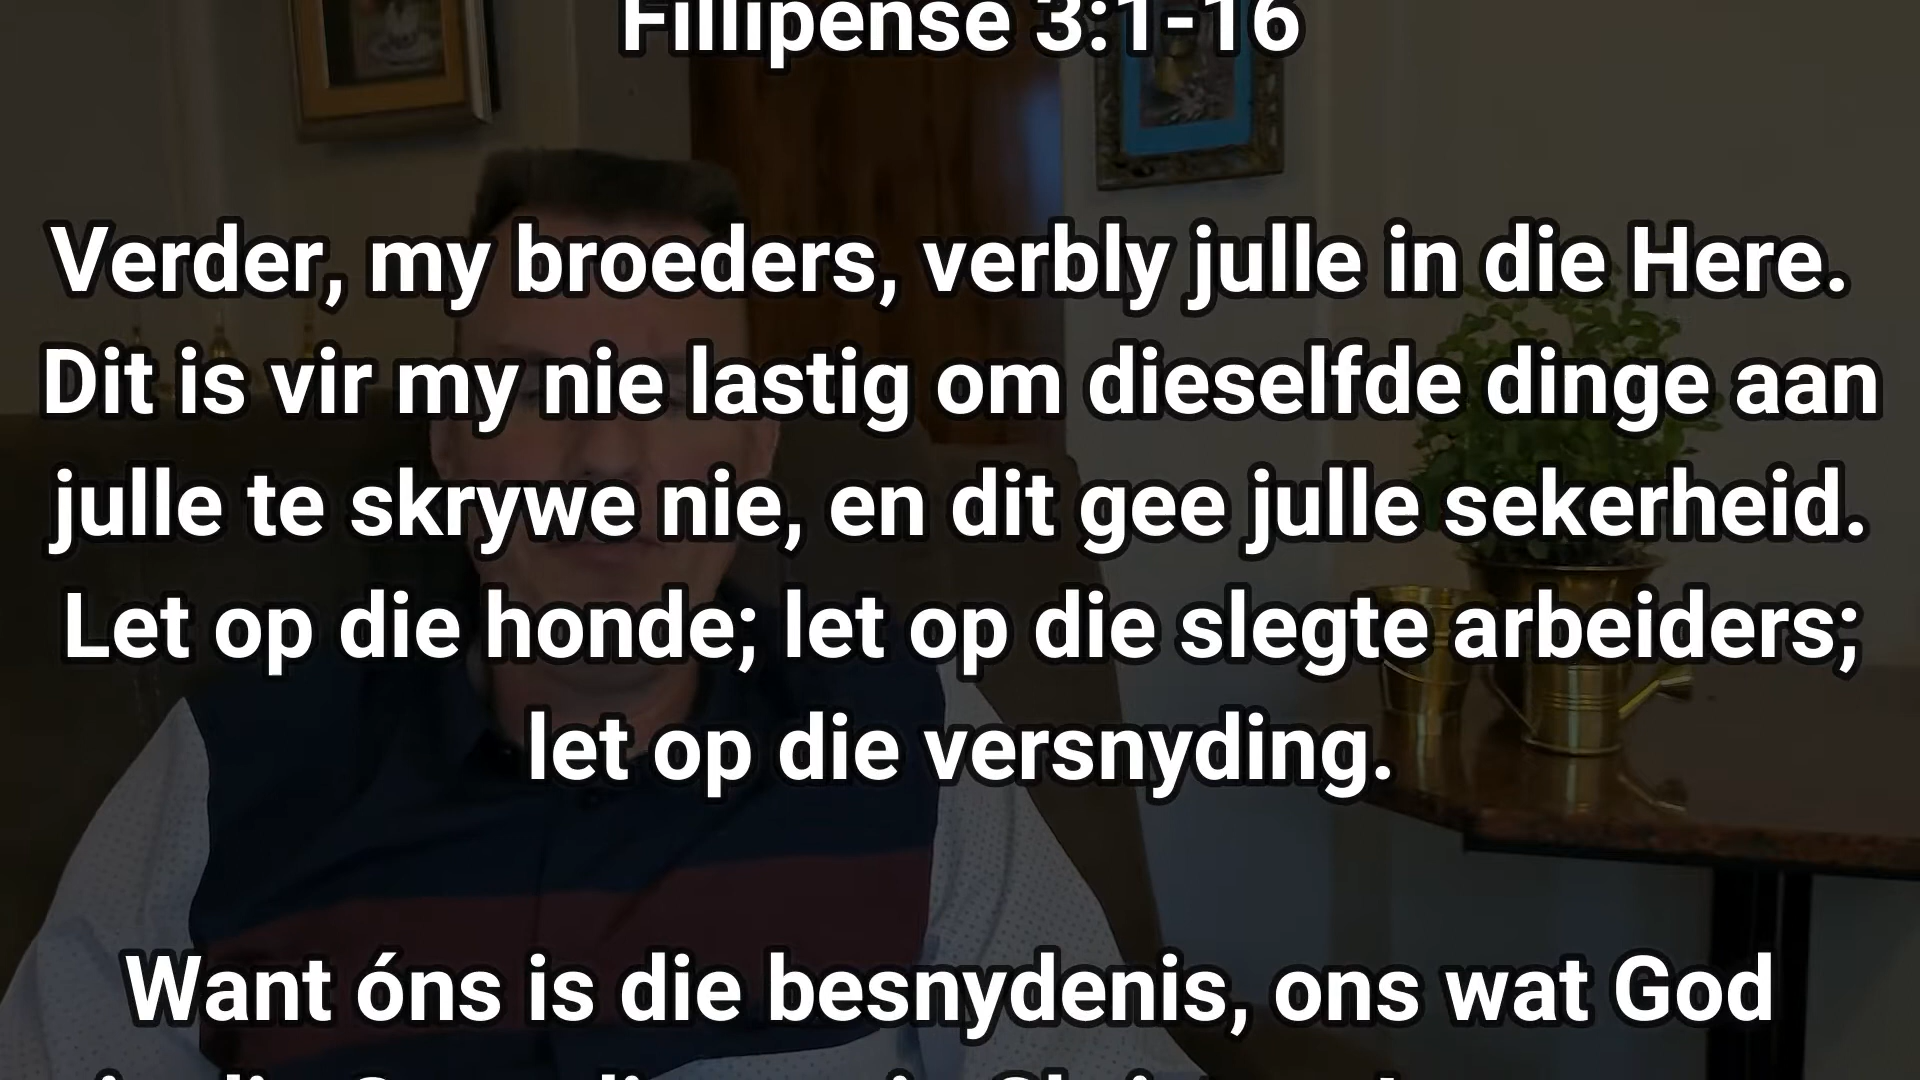 Fillipense 3:1-16
Verder, my broeders, verbly julle in die Here.
Dit is vir my nie lastig om dieselfde dinge aan
julle te skrywe nie, en dit gee julle sekerheid.
Let op die honde; let op die slegte arbeiders;
let op die versnyding.
Want óns is die besnydenis, ons wat God